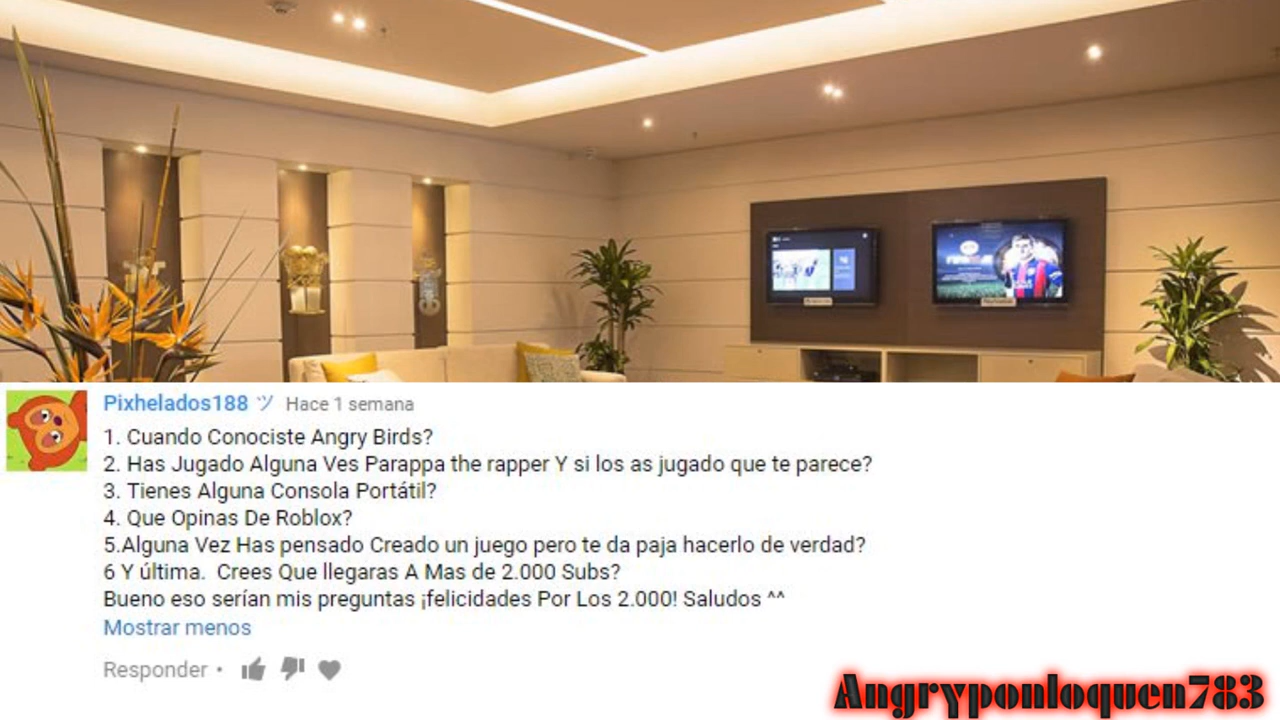 Pixhelados188 ツ Hace 1 semana
1. Cuando Conociste Angry Birds?
2. Has Jugado Alguna Ves Parappa the rapper Y si los as jugado que te parece?
3. Tienes Alguna Consola Portátil?
4. Que Opinas De Roblox?
5.Alguna Vez Has pensado Creado un juego pero te da paja hacerlo de verdad?
6 Y última. Crees Que llegaras A Mas de 2.000 Subs?
Bueno eso serían mis preguntas ¡felicidades Por Los 2.000! Saludos ^^
Mostrar menos
Responder •
Angryponloquen783